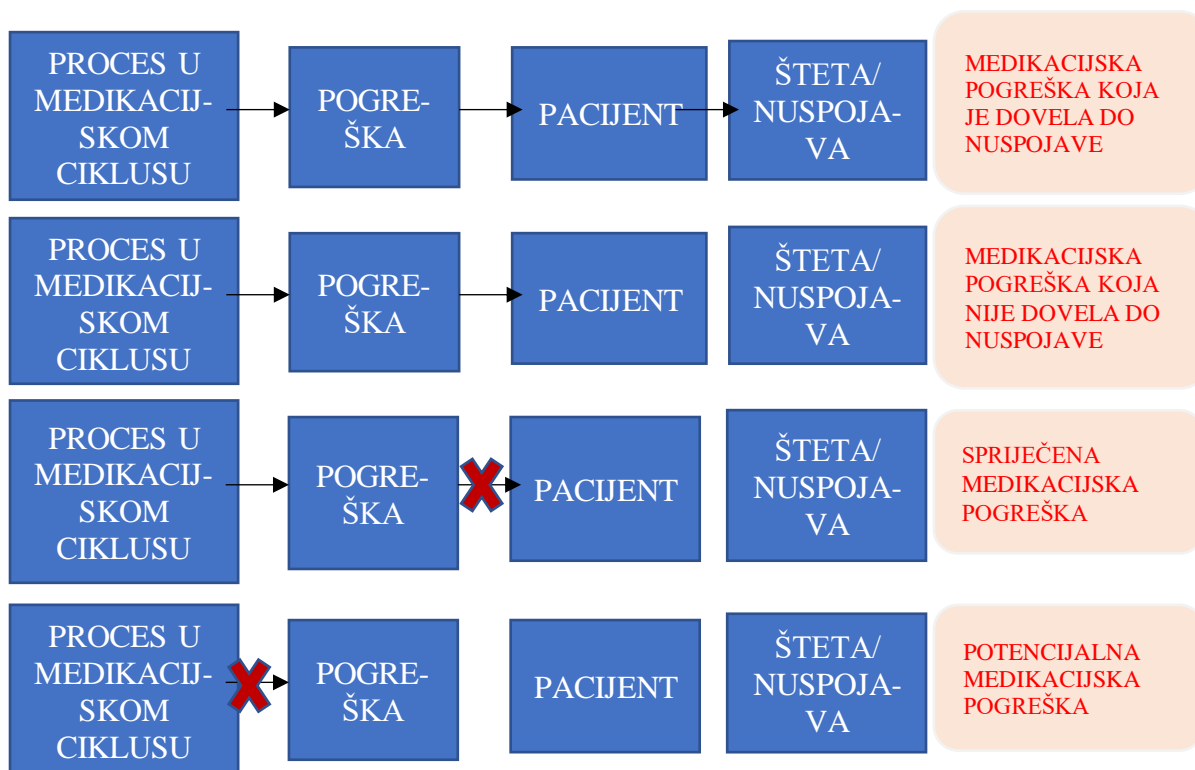 PROCES U
MEDIKACIJ-
SKOM
CIKLUSU
POGRE-
ŠKA
PACIJENT
ŠTETA/
NUSPOJA-
VA
MEDIKACIJSKA
POGREŠKA KOJA
JE DOVELA DO
NUSPOJAVE
PROCES U
MEDIKACIJ-
SKOM
CIKLUSU
POGRE-
ŠKA
PACIJENT
ŠTETA/
NUSPOJA-
VA
MEDIKACIJSKA
POGREŠKA KOJA
NIJE DOVELA DO
NUSPOJAVE
PROCES U
MEDIKACIJ-
SKOM
CIKLUSU
POGRE-
ŠKA
PACIJENT
ŠTETA/
NUSPOJA-
VA
SPRIJEČENA
MEDIKACIJSKA
POGREŠKA
PROCES U
MEDIKACIJ-
SKOM
CIKLUSU
POGRE-
ŠKA
PACIJENT
ŠTETA/
NUSPOJA-
VA
POTENCIJALNA
MEDIKACIJSKA
POGREŠKA